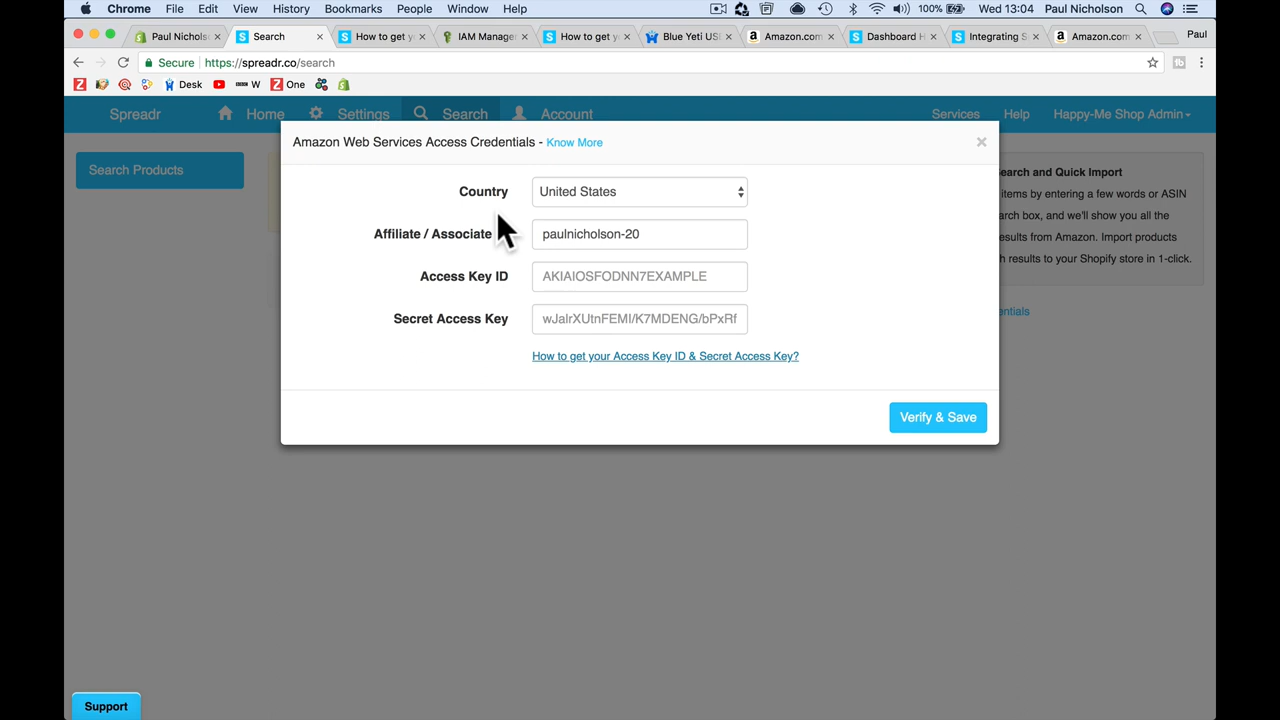 Chrome File Edit View History Bookmarks People Window Help 100% Wed 13:04 Paul Nicholson
Paul Nichols Search How to get y IAM Manage How to get y Blue Yeti US Amazon.com Dashboard Integrating S Amazon.com Paul
Secure https://spreadr.co/search
Desk W One
Spreadr Home Settings Search Account Services Help Happy-Me Shop Admin
Amazon Web Services Access Credentials - Know More
Search Products
earch and Quick Import
Country United States
items by entering a few words or ASIN
arch box, and we'll show you all the
Affiliate / Associate paulnicholson-20
esults from Amazon. Import products
h results to your Shopify store in 1-click.
Access Key ID AKIAIOSFODNN7EXAMPLE
entials
Secret Access Key wJalrXUtnFEMI/K7MDENG/bPxRf
How to get your Access Key ID & Secret Access Key?
Verify & Save
Support